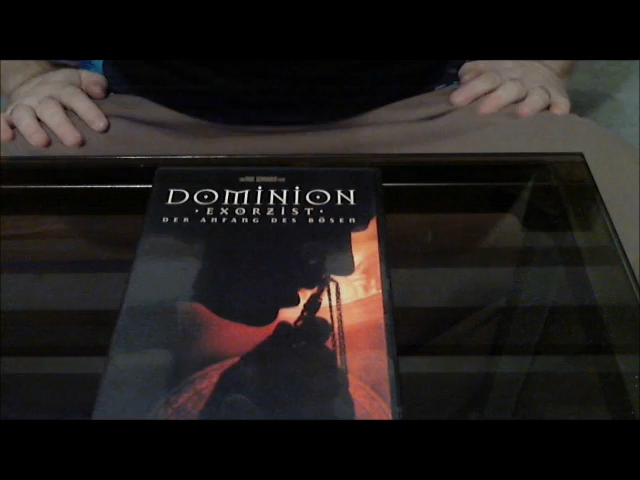 DOMINION
·EXORZIST·
DER ANFANG DES BÖSEN